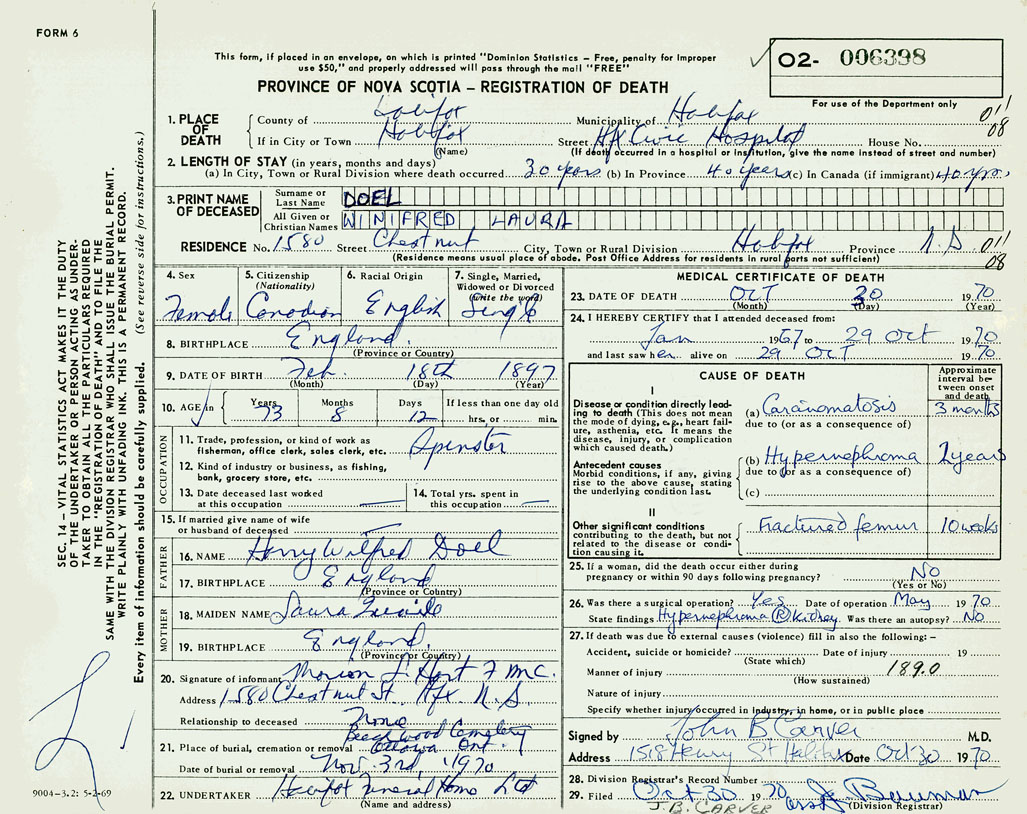 FORM 6
This form, if placed in an envelope, on which is printed "Dominion Statistics – Free, penalty for improper
use $50," and properly addressed will pass through the mail "FREE"
O2- 006398
For use of the Department only
PROVINCE OF NOVA SCOTIA – REGISTRATION OF DEATH
1. PLACE OF DEATH
County of Halifax Municipality of Halifax 011
If in City or Town Halifax Street Hfx Civic Hospital House No. 08
(Name) (If death occurred in a hospital or institution, give the name instead of street and number)
2. LENGTH OF STAY (in years, months and days)
(a) In City, Town or Rural Division where death occurred 30 years (b) In Province 40 years (c) In Canada (if immigrant) 40 yrs.
3. PRINT NAME OF DECEASED
Surname or Last Name DOEL
All Given or Christian Names WINIFRED LAURA
RESIDENCE No. 1580 Street Chestnut City, Town or Rural Division Halifax Province N.S 011
(Residence means usual place of abode. Post Office Address for residents in rural parts not sufficient) 08
4. Sex
Female
5. Citizenship
(Nationality)
Canadian
6. Racial Origin
English
7. Single, Married,
Widowed or Divorced
(Write the word)
Single
8. BIRTHPLACE England.
(Province or Country)
9. DATE OF BIRTH Feb. 18th 1897
(Month) (Day) (Year)
10. AGE in Years 73 Months 8 Days 12 If less than one day old
hrs, or min.
OCCUPATION
11. Trade, profession, or kind of work as
fisherman, office clerk, sales clerk, etc. Spinster
12. Kind of industry or business, as fishing,
bank, grocery store, etc.
13. Date deceased last worked
at this occupation
14. Total yrs. spent in
this occupation
15. If married give name of wife
or husband of deceased
FATHER
16. NAME Harry Wilfred Doel
17. BIRTHPLACE England
(Province or Country)
MOTHER
18. MAIDEN NAME Laura
19. BIRTHPLACE England.
(Province or Country)
20. Signature of informant Marion L. Hart F.M.C.
Address 1580 Chestnut St. Hfx N.S.
Relationship to deceased None
Beechwood Cemetery
21. Place of burial, cremation or removal Ottawa Ont.
Date of burial or removal Nov. 3rd, 1970
22. UNDERTAKER Halifax Funeral Home Ltd
(Name and address)
MEDICAL CERTIFICATE OF DEATH
23. DATE OF DEATH OCT 30 1970
(Month) (Day) (Year)
24. I HEREBY CERTIFY that I attended deceased from:
Jan 1967 to 29 Oct 1970
and last saw her alive on 29 OCT 1970
CAUSE OF DEATH
Approximate
interval be-
tween onset
and death
I
Disease or condition directly lead-
ing to death (This does not mean
the mode of dying, e.g., heart fail-
ure, asthenia, etc. It means the
disease, injury, or complication
which caused death.)
(a) Carcinomatosis 3 months
due to (or as a consequence of)
Antecedent causes
Morbid conditions, if any, giving
rise to the above cause, stating
the underlying condition last.
(b) Hypernephroma 2 years
due to (or as a consequence of)
(c)
II
Other significant conditions
contributing to the death, but not
related to the disease or condi-
tion causing it.
Fractured femur 10 weeks
25. If a woman, did the death occur either during
pregnancy or within 90 days following pregnancy? No
(Yes or No)
26. Was there a surgical operation? Yes Date of operation May 1970
State findings Hypernephroma (R) kidney Was there an autopsy? No
27. If death was due to external causes (violence) fill in also the following: –
Accident, suicide or homicide? Date of injury 19
(State which)
Manner of injury 189.0
(How sustained)
Nature of injury
Specify whether injury occurred in industry, in home, or in public place
Signed by John B Carver M.D.
Address 1518 Henry St Halifax Date Oct 30 1970
28. Division Registrar's Record Number
29. Filed Oct 30 1970
(Division Registrar)
J.B. CARVER
SEC. 14 – VITAL STATISTICS ACT MAKES IT THE DUTY
OF THE UNDERTAKER OR PERSON ACTING AS UNDER-
TAKER TO OBTAIN ALL THE PARTICULARS REQUIRED
IN THE "REGISTRATION OF DEATH" AND TO FILE THE
SAME WITH THE DIVISION REGISTRAR WHO SHALL ISSUE THE BURIAL PERMIT.
WRITE PLAINLY WITH UNFADING INK. THIS IS A PERMANENT RECORD.
Every item of information should be carefully supplied. (See reverse side for instructions.)
9004-3.2: 5-2-69